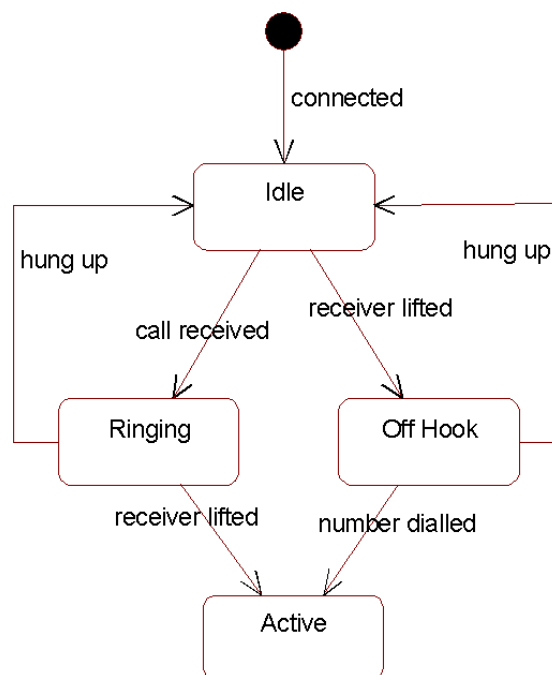 connected
Idle
hung up
hung up
receiver lifted
call received
Ringing
Off Hook
receiver lifted
number dialled
Active